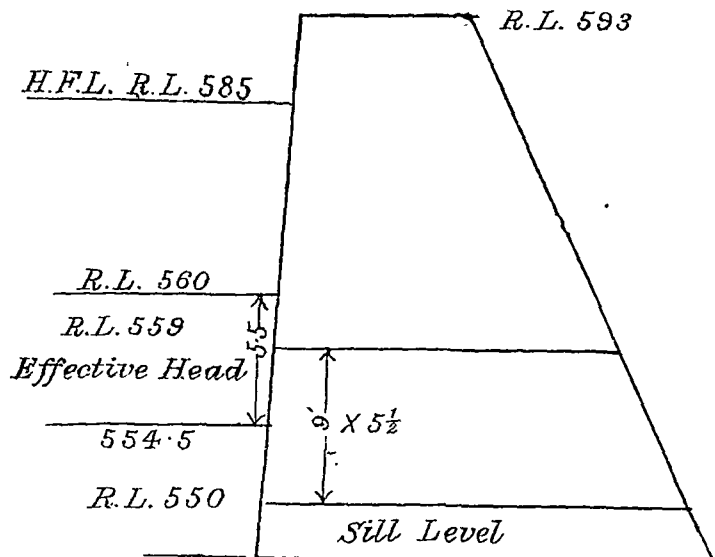 R.L. 593
H.F.L. R.L. 585
R.L. 560
R.L. 559
5.5
Effective Head
9' × 5½
554·5
R.L. 550
Sill Level